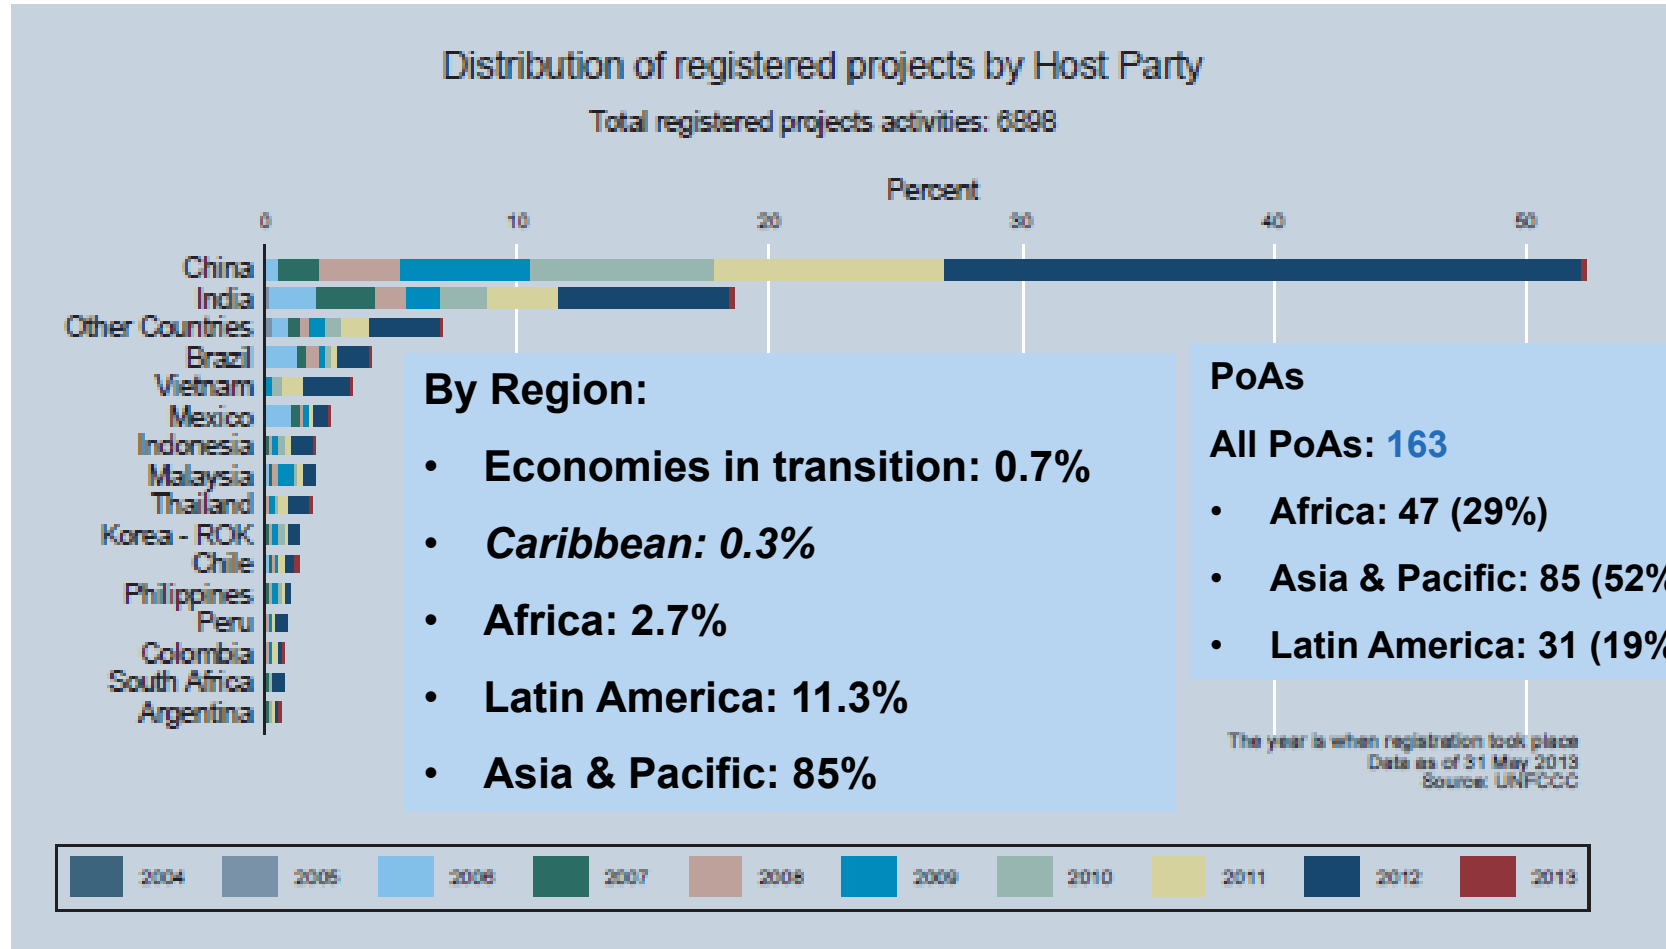 Distribution of registered projects by Host Party
Total registered projects activities: 6898
Percent
0 10 20 30 40 50
China
India
Other Countries
Brazil
Vietnam
Mexico
Indonesia
Malaysia
Thailand
Korea - ROK
Chile
Philippines
Peru
Colombia
South Africa
Argentina
By Region:
• Economies in transition: 0.7%
• Caribbean: 0.3%
• Africa: 2.7%
• Latin America: 11.3%
• Asia & Pacific: 85%
PoAs
All PoAs: 163
• Africa: 47 (29%)
• Asia & Pacific: 85 (52%
• Latin America: 31 (19%
The year is when registration took place
Data as of 31 May 2013
Source: UNFCCC
2004 2005 2006 2007 2008 2009 2010 2011 2012 2013